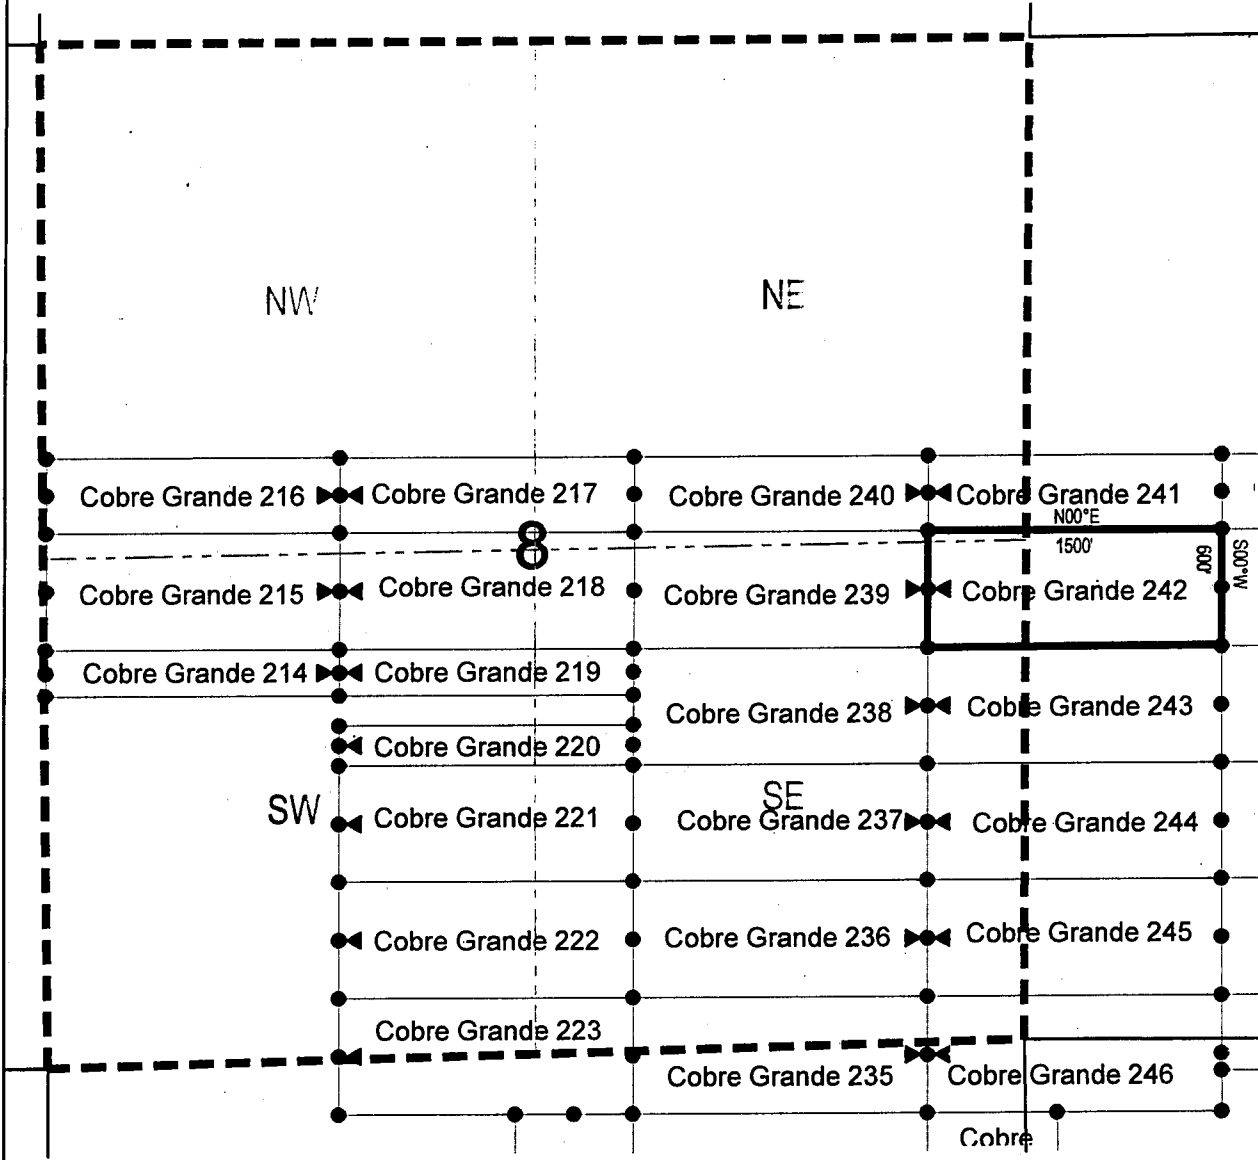 NW
NE
Cobre Grande 216
Cobre Grande 217
Cobre Grande 240
Cobre Grande 241
N00°E
1500'
8
600'
S00°W
Cobre Grande 215
Cobre Grande 218
Cobre Grande 239
Cobre Grande 242
Cobre Grande 214
Cobre Grande 219
Cobre Grande 238
Cobre Grande 243
Cobre Grande 220
SW
SE
Cobre Grande 221
Cobre Grande 237
Cobre Grande 244
Cobre Grande 222
Cobre Grande 236
Cobre Grande 245
Cobre Grande 223
Cobre Grande 235
Cobre Grande 246
Cobre